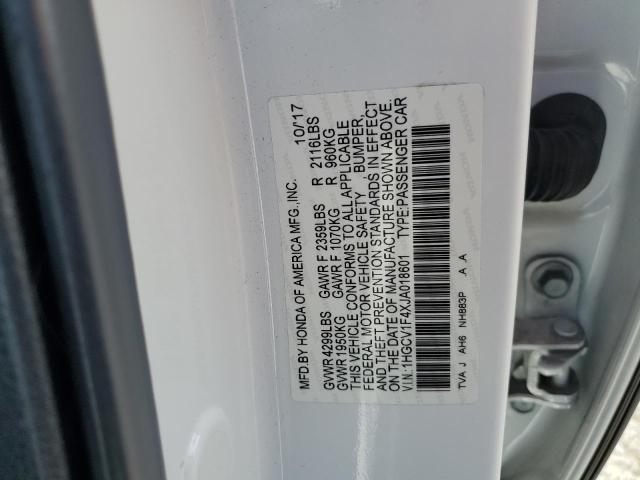 MFD.BY HONDA OF AMERICA MFG.,INC. 10/17
GVWR 4299LBS GAWR F 2359LBS R 2116LBS
GVWR 1950KG GAWR F 1070KG R 960KG
THIS VEHICLE CONFORMS TO ALL APPLICABLE
FEDERAL MOTOR VEHICLE SAFETY , BUMPER,
AND THEFT PREVENTION STANDARDS IN EFFECT
ON THE DATE OF MANUFACTURE SHOWN ABOVE.
V.I.N.:1HGCV1F4XJA018601 TYPE:PASSENGER CAR
TVA J AH6 NH883P .A .A